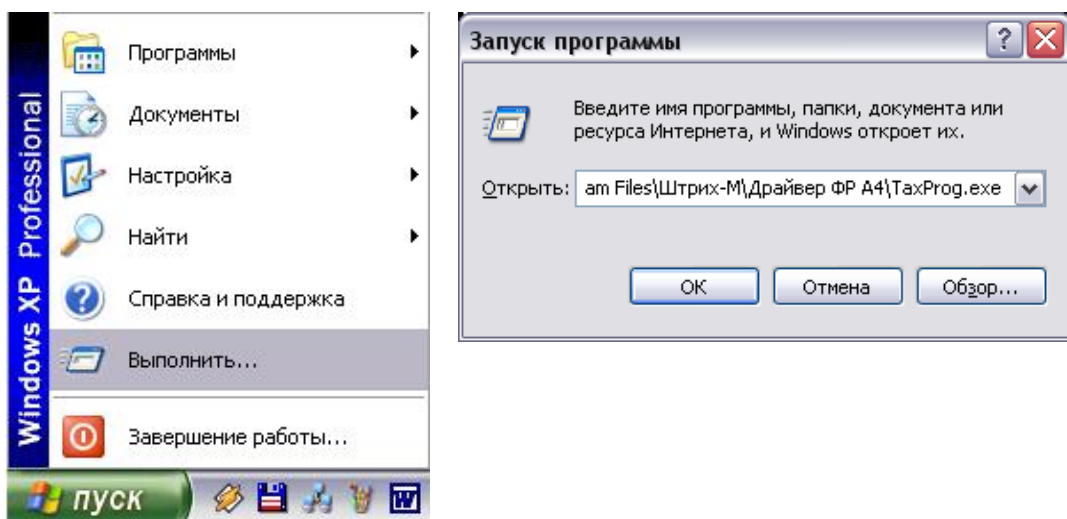 Windows XP Professional
Программы
Документы
Настройка
Найти
Справка и поддержка
Выполнить...
Завершение работы...
пуск
W
Запуск программы
Введите имя программы, папки, документа или
ресурса Интернета, и Windows откроет их.
Открыть: am Files\Штрих-М\Драйвер ФР А4\TaxProg.exe
ОК Отмена Обзор...